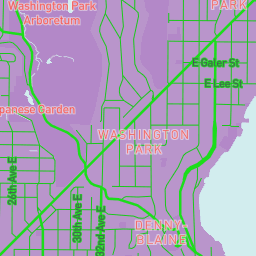 Washington Park
Arboretum
PARK
E Galer St
E Lee St
panese Garden
WASHINGTON
PARK
26th Ave E
30th Ave E
32nd Ave E
DENNY-
BLAINE